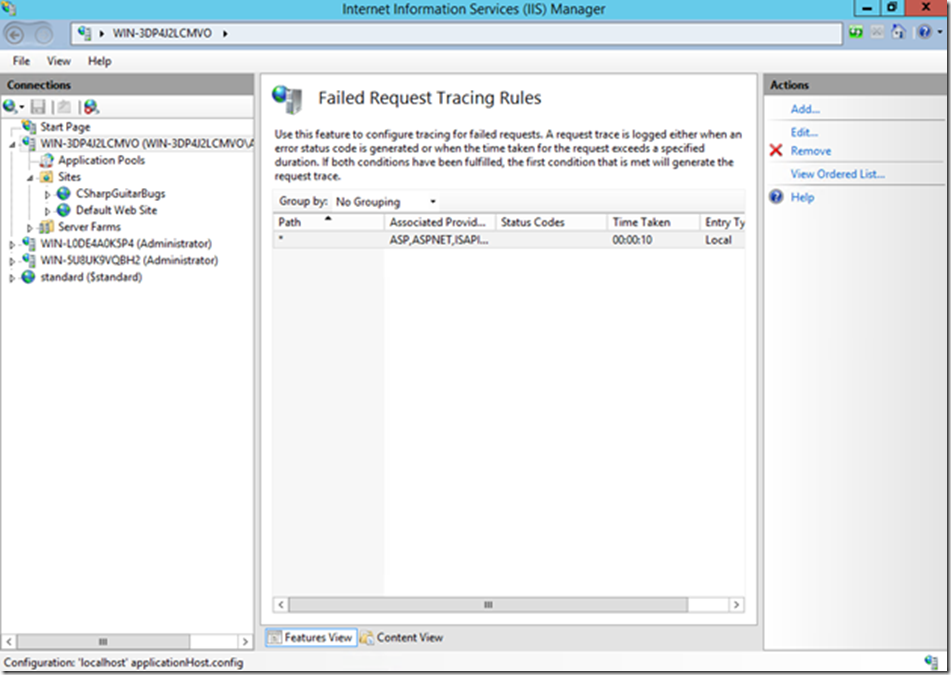 Internet Information Services (IIS) Manager
WIN-3DP4J2LCMVO
File View Help
Connections
Start Page
WIN-3DP4J2LCMVO (WIN-3DP4J2LCMVO\A
Application Pools
Sites
CSharpGuitarBugs
Default Web Site
Server Farms
WIN-L0DE4A0K5P4 (Administrator)
WIN-5U8UK9VQBH2 (Administrator)
standard ($standard)
Failed Request Tracing Rules
Use this feature to configure tracing for failed requests. A request trace is logged either when an
error status code is generated or when the time taken for the request exceeds a specified
duration. If both conditions have been fulfilled, the first condition that is met will generate the
request trace.
Group by: No Grouping
Path Associated Provid... Status Codes Time Taken Entry Ty
* ASP,ASPNET,ISAPI... 00:00:10 Local
Features View Content View
Actions
Add...
Edit...
Remove
View Ordered List...
Help
Configuration: 'localhost' applicationHost.config